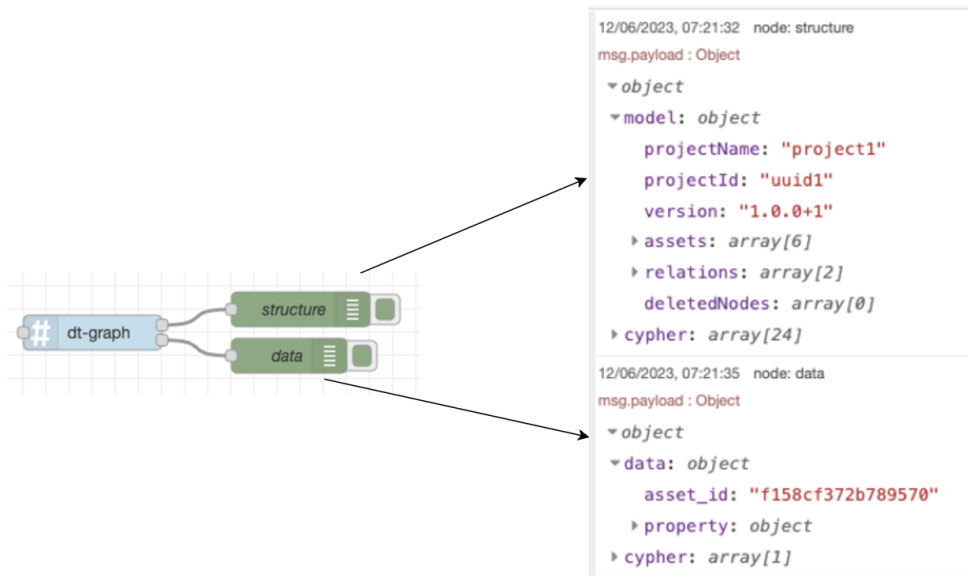 12/06/2023, 07:21:32 node: structure
msg.payload : Object
object
model: object
projectName: "project1"
projectId: "uuid1"
version: "1.0.0+1"
assets: array[6]
relations: array[2]
deletedNodes: array[0]
cypher: array[24]
# dt-graph
structure
data
12/06/2023, 07:21:35 node: data
msg.payload : Object
object
data: object
asset_id: "f158cf372b789570"
property: object
cypher: array[1]